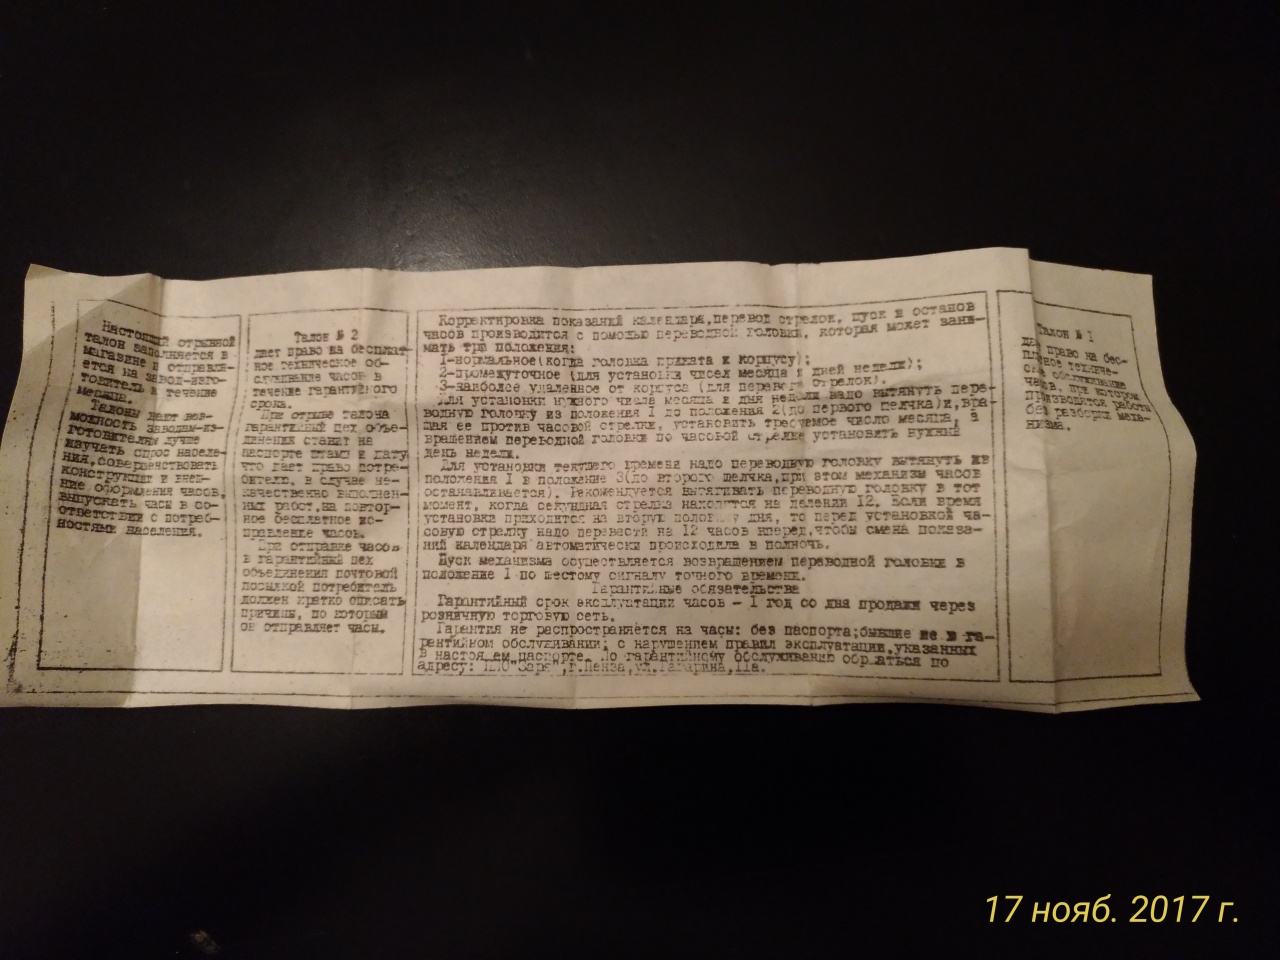 Настоящий отрывной
талон заполняется в
магазине и отправля-
ется на завод-изго-
товитель в течение
месяца.
Талоны дают воз-
можность заводам-из-
готовителям лучше
изучать спрос населе-
ния, совершенствовать
конструкции и внеш-
ние оформления часов,
выпускать часы в со-
ответствии с потреб-
ностями населения.
Талон № 2
дает право на бесплат-
ное техническое об-
служивание часов в
течение гарантийного
срока.
При отрыве талона
гарантийный цех объе-
динения ставит на
паспорте штамп и дату
что дает право потре-
бителю, в случае не-
качественно выполнен-
ных работ, на повтор-
ное бесплатное ис-
правление часов.
При отправке часов
в гарантийный цех
объединения почтовой
посылкой потребитель
должен кратко описать
причины, по которым
он отправляет часы.
Корректировка показаний календаря, перевод стрелок, пуск и останов
часов производится с помощью переводной головки, которая может зани-
мать три положения:
1-нормальное(когда головка прижата к корпусу);
2-промежуточное (для установки чисел месяца и дней недели);
3-наиболее удаленное от корпуса (для перевода стрелок).
Для установки нужного числа месяца и дня недели надо вытянуть пере-
водную головку из положения 1 до положения 2(до первого щелчка)и, вра-
щая ее против часовой стрелки, установить требуемое число месяца, а
вращением переводной головки по часовой стрелке установить нужный
день недели.
Для установки текущего времени надо переводную головку вытянуть из
положения 1 в положение 3(до второго щелчка, при этом механизм часов
останавливается). Рекомендуется вытягивать переводную головку в тот
момент, когда секундная стрелка находится на делении 12. Если время
установки приходится на вторую половину дня, то перед установкой ча-
совую стрелку надо перевести на 12 часов вперед, чтобы смена показа-
ний календаря автоматически происходила в полночь.
Пуск механизма осуществляется возвращением переводной головки в
положение 1 по шестому сигналу точного времени.
Гарантийные обязательства
Гарантийный срок эксплуатации часов - 1 год со дня продажи через
розничную торговую сеть.
Гарантия не распространяется на часы: без паспорта; бывшие не в га-
рантийном обслуживании; с нарушением правил эксплуатации, указанных
в настоящем паспорте. По гарантийному обслуживанию обращаться по
адресу: "Заря", г.Пенза, ул.Гагарина, 11а.
Талон № 1
дает право на бес-
платное техниче-
ское обслуживание
часов, при котором
производятся работы
без разборки меха-
низма.
17 нояб. 2017 г.